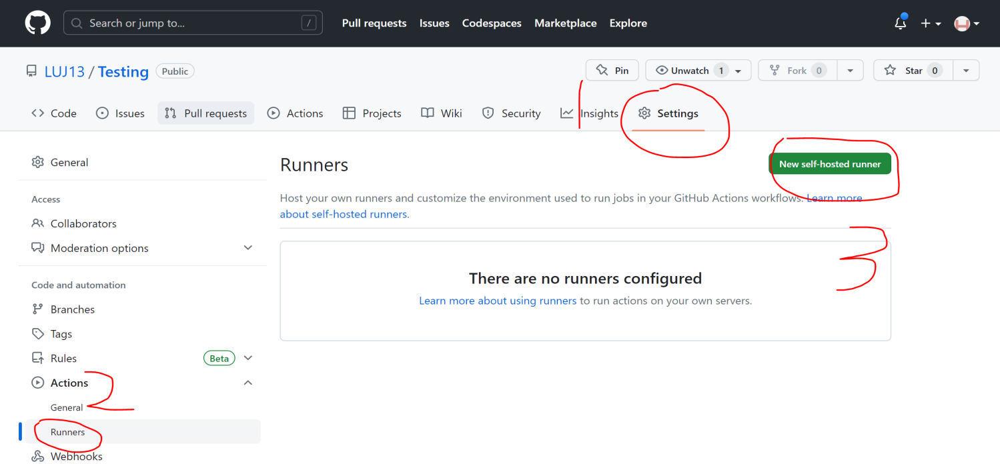 Search or jump to... / Pull requests Issues Codespaces Marketplace Explore
LUJ13 / Testing Public Pin Unwatch 1 Fork 0 Star 0
Code Issues Pull requests Actions Projects Wiki Security Insights Settings
1
General
Runners New self-hosted runner
Access
Host your own runners and customize the environment used to run jobs in your GitHub Actions workflows. Learn more
about self-hosted runners.
Collaborators
3
Moderation options
There are no runners configured
Code and automation
Learn more about using runners to run actions on your own servers.
Branches
Tags
Rules Beta
Actions
2
General
Runners
Webhooks